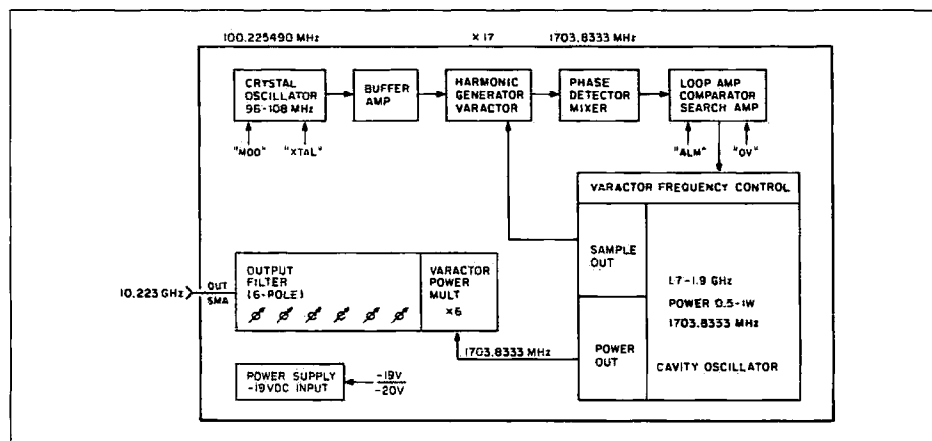 100.225490 MHz
X 17
1703.8333 MHz
CRYSTAL
OSCILLATOR
96-108 MHz
BUFFER
AMP
HARMONIC
GENERATOR
VARACTOR
PHASE
DETECTOR
MIXER
LOOP AMP
COMPARATOR
SEARCH AMP
"MOD"
"XTAL"
"ALM"
"OV"
VARACTOR FREQUENCY CONTROL
SAMPLE
OUT
1.7-1.9 GHz
POWER 0.5-1W
1703.8333 MHz
CAVITY OSCILLATOR
POWER
OUT
10.223 GHz
OUT
SMA
OUTPUT
FILTER
(6-POLE)
VARACTOR
POWER
MULT
X6
1703.8333 MHz
POWER SUPPLY
-19VDC INPUT
-19V
-20V